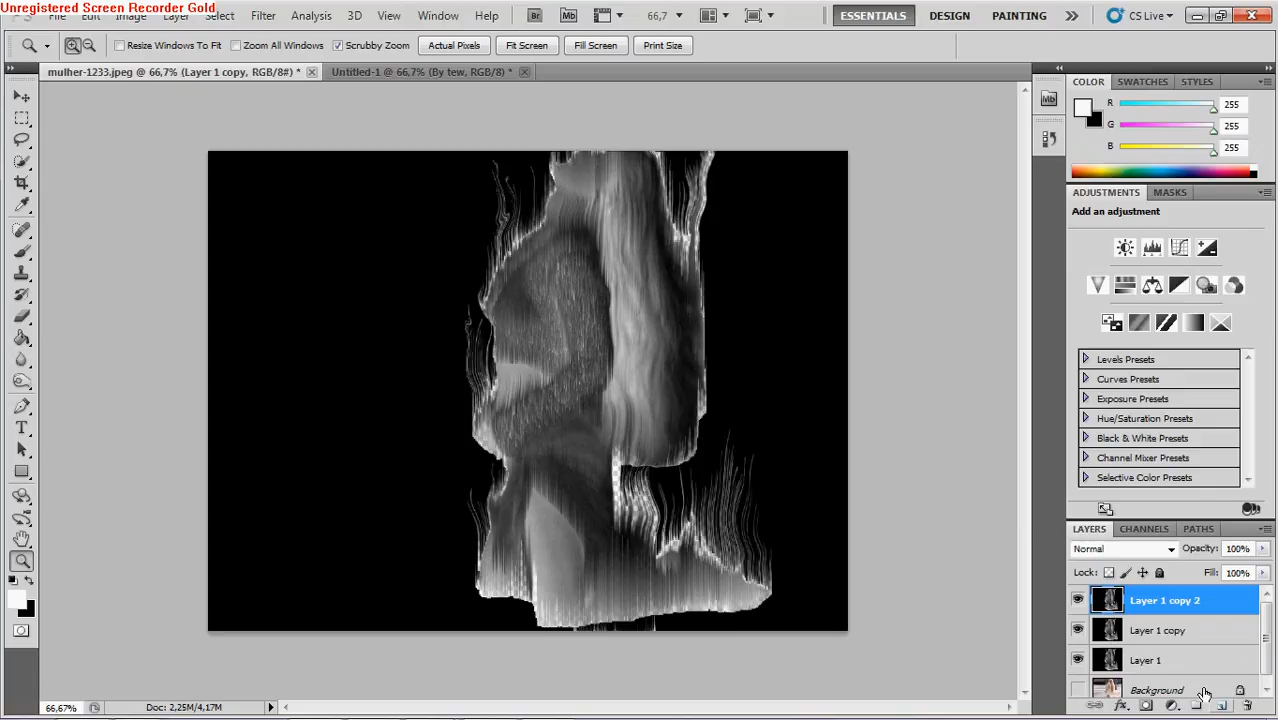 Unregistered Screen Recorder Gold
File Edit Image Layer Select Filter Analysis 3D View Window Help
Br Mb 66,7 ESSENTIALS DESIGN PAINTING CS Live
Resize Windows To Fit Zoom All Windows Scrubby Zoom Actual Pixels Fit Screen Fill Screen Print Size
mulher-1233.jpeg @ 66,7% (Layer 1 copy, RGB/8#) * Untitled-1 @ 66,7% (By tew, RGB/8) *
COLOR SWATCHES STYLES
Mb
R 255
G 255
B 255
ADJUSTMENTS MASKS
Add an adjustment
Levels Presets
Curves Presets
Exposure Presets
Hue/Saturation Presets
Black & White Presets
Channel Mixer Presets
Selective Color Presets
LAYERS CHANNELS PATHS
Normal Opacity: 100%
Lock: Fill: 100%
Layer 1 copy 2
Layer 1 copy
Layer 1
Background
66,67% Doc: 2,25M/4,17M